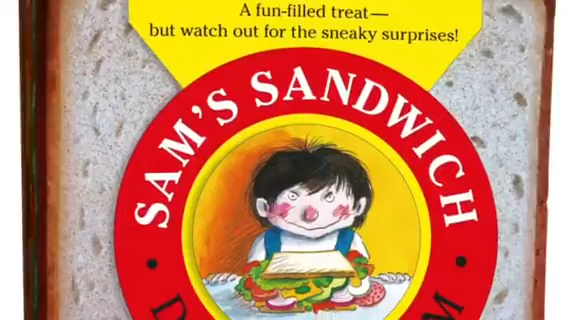 A fun-filled treat—
but watch out for the sneaky surprises!
SAM'S SANDWICH